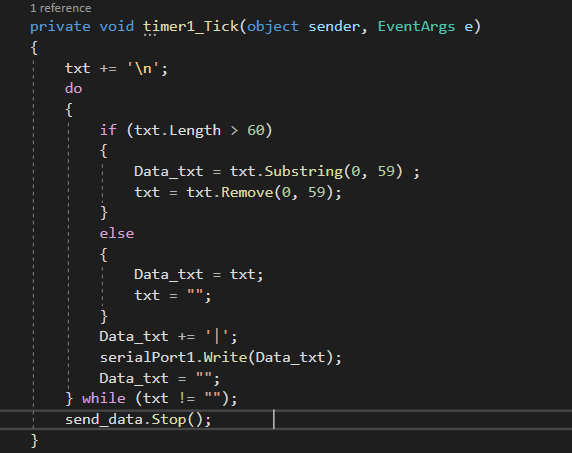 1 reference
private void timer1_Tick(object sender, EventArgs e)
{
txt += '\n';
do
{
if (txt.Length > 60)
{
Data_txt = txt.Substring(0, 59) ;
txt = txt.Remove(0, 59);
}
else
{
Data_txt = txt;
txt = "";
}
Data_txt += '|';
serialPort1.Write(Data_txt);
Data_txt = "";
} while (txt != "");
send_data.Stop();
}